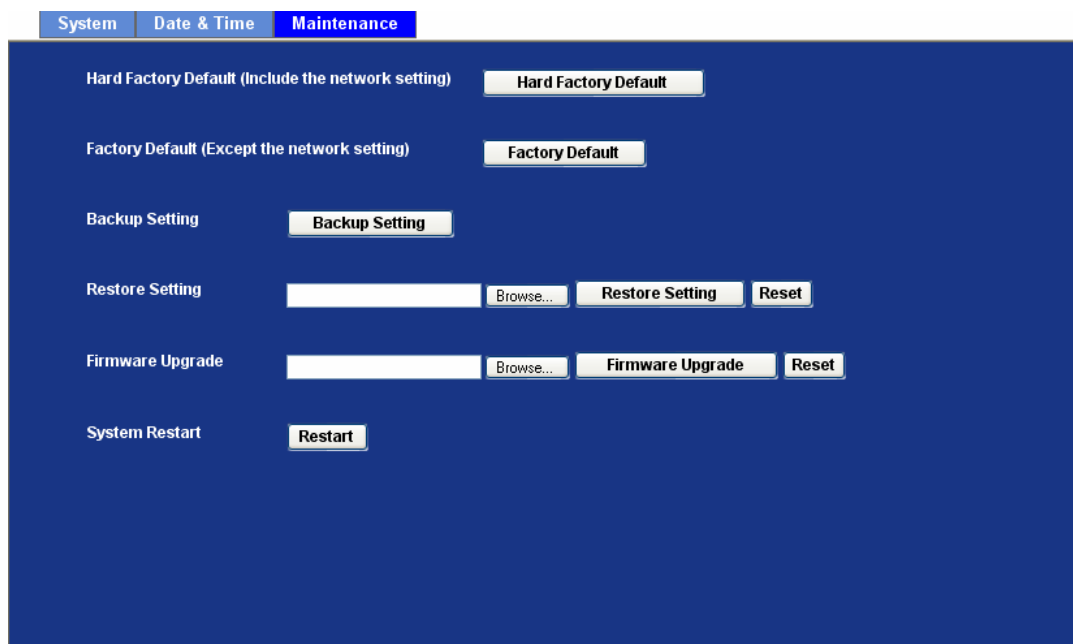 System Date & Time Maintenance
Hard Factory Default (Include the network setting) Hard Factory Default
Factory Default (Except the network setting) Factory Default
Backup Setting Backup Setting
Restore Setting Browse... Restore Setting Reset
Firmware Upgrade Browse... Firmware Upgrade Reset
System Restart Restart